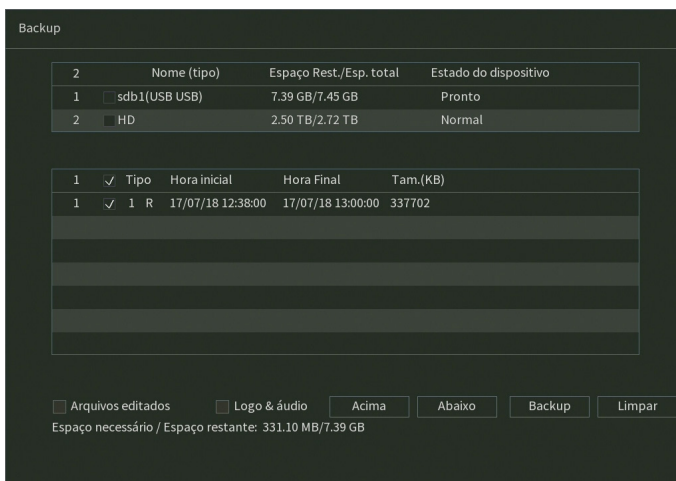 Backup
2 Nome (tipo) Espaço Rest./Esp. total Estado do dispositivo
1 sdb1(USB USB) 7.39 GB/7.45 GB Pronto
2 HD 2.50 TB/2.72 TB Normal
1 Tipo Hora inicial Hora Final Tam.(KB)
1 1 R 17/07/18 12:38:00 17/07/18 13:00:00 337702
Arquivos editados Logo & áudio Acima Abaixo Backup Limpar
Espaço necessário / Espaço restante: 331.10 MB/7.39 GB